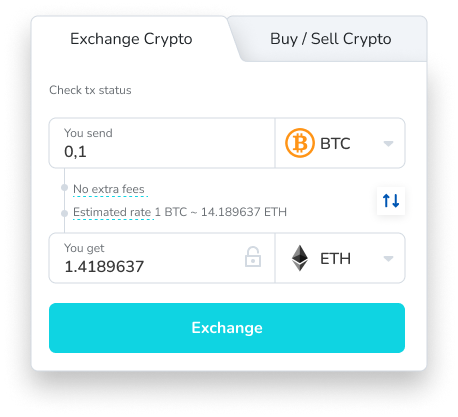 Exchange Crypto
Buy / Sell Crypto
Check tx status
You send
0,1
BTC
No extra fees
Estimated rate 1 BTC ~ 14.189637 ETH
You get
1.4189637
ETH
Exchange